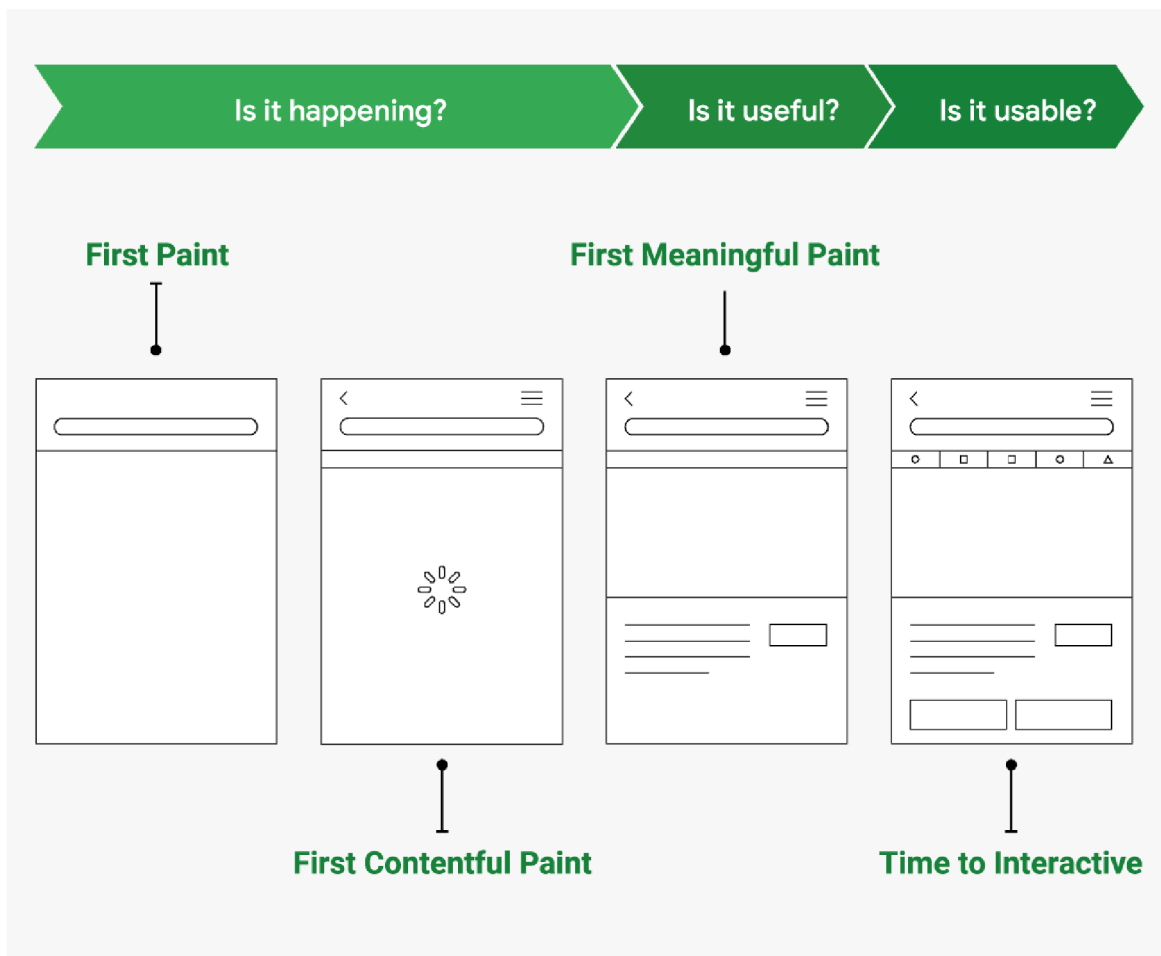 Is it happening?
Is it useful?
Is it usable?
First Paint
First Meaningful Paint
First Contentful Paint
Time to Interactive